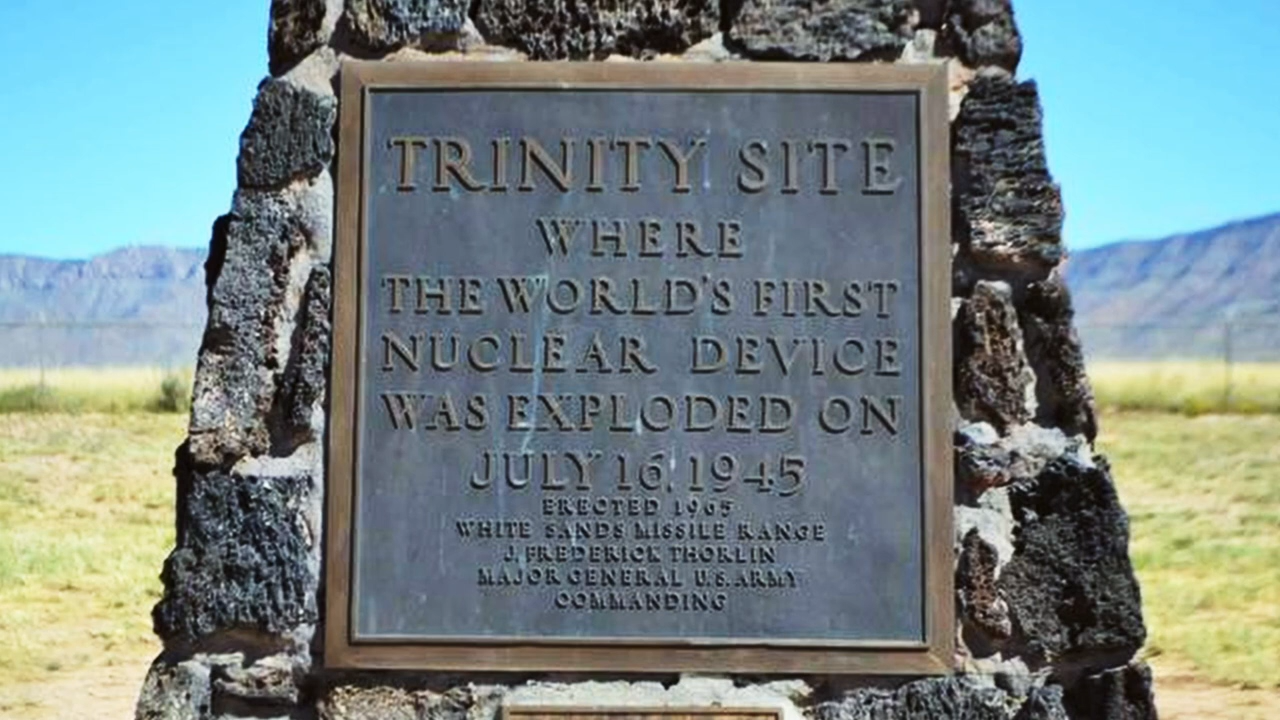 TRINITY SITE
WHERE
THE WORLD'S FIRST
NUCLEAR DEVICE
WAS EXPLODED ON
JULY 16, 1945
ERECTED 1965
WHITE SANDS MISSILE RANGE
J. FREDERICK THORLIN
MAJOR GENERAL U.S. ARMY
COMMANDING